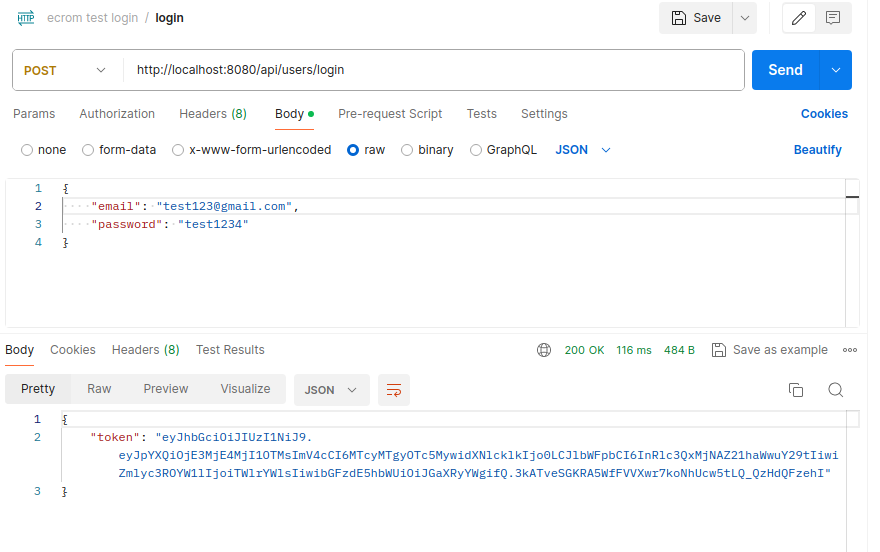 HTTP ecrom test login / login Save
POST http://localhost:8080/api/users/login Send
Params Authorization Headers (8) Body Pre-request Script Tests Settings Cookies
none form-data x-www-form-urlencoded raw binary GraphQL JSON Beautify
1 {
2 "email": "test123@gmail.com",
3 "password": "test1234"
4 }
Body Cookies Headers (8) Test Results 200 OK 116 ms 484 B Save as example
Pretty Raw Preview Visualize JSON
1 {
2 "token": "eyJhbGciOiJIUzI1NiJ9.
eyJpYXQiOjE3MjE4MjI1OTMsImV4cCI6MTcyMTgyOTc5MywidXNlcklkIjo0LCJlbWFpbCI6InRlc3QxMjNAZ21haWwuY29tIiwi
Zmlyc3ROYW1lIjoiTWlrYWlsIiwibGFzdE5hbWUiOiJGaXRyYWgifQ.3kATveSGKRA5WfFVVXwr7koNhUcw5tLQ_QzHdQFzehI"
3 }